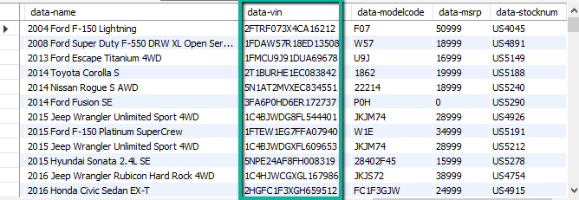 data-name data-vin data-modelcode data-msrp data-stocknum
2004 Ford F-150 Lightning 2FTRF073X4CA16212 F07 50999 US4045
2008 Ford Super Duty F-550 DRW XL Open Ser... 1FDAW57R18ED13508 W57 18999 US4891
2013 Ford Escape Titanium 4WD 1FMCU9J91DUA69678 U9J 16999 US5149
2014 Toyota Corolla S 2T1BURHE1EC083842 1862 19999 US5188
2014 Nissan Rogue S AWD 5N1AT2MVXEC834551 22214 18999 US5240
2014 Ford Fusion SE 3FA6P0HD6ER172737 P0H 0 US5290
2015 Jeep Wrangler Unlimited Sport 4WD 1C4BJWDG8FL544401 JKJM74 28999 US4926
2015 Ford F-150 Platinum SuperCrew 1FTEW1EG7FFA07940 W1E 34999 US5191
2015 Jeep Wrangler Unlimited Sport 4WD 1C4BJWDG4FL609653 JKJM74 28999 US5211
2015 Hyundai Sonata 2.4L SE 5NPE24AF8FH008319 28402F45 15999 US5278
2016 Jeep Wrangler Rubicon Hard Rock 4WD 1C4HJWCGXGL167986 JKJS72 38999 US4754
2016 Honda Civic Sedan EX-T 2HGFC1F3XGH659512 FC1F3GJW 24999 US4915